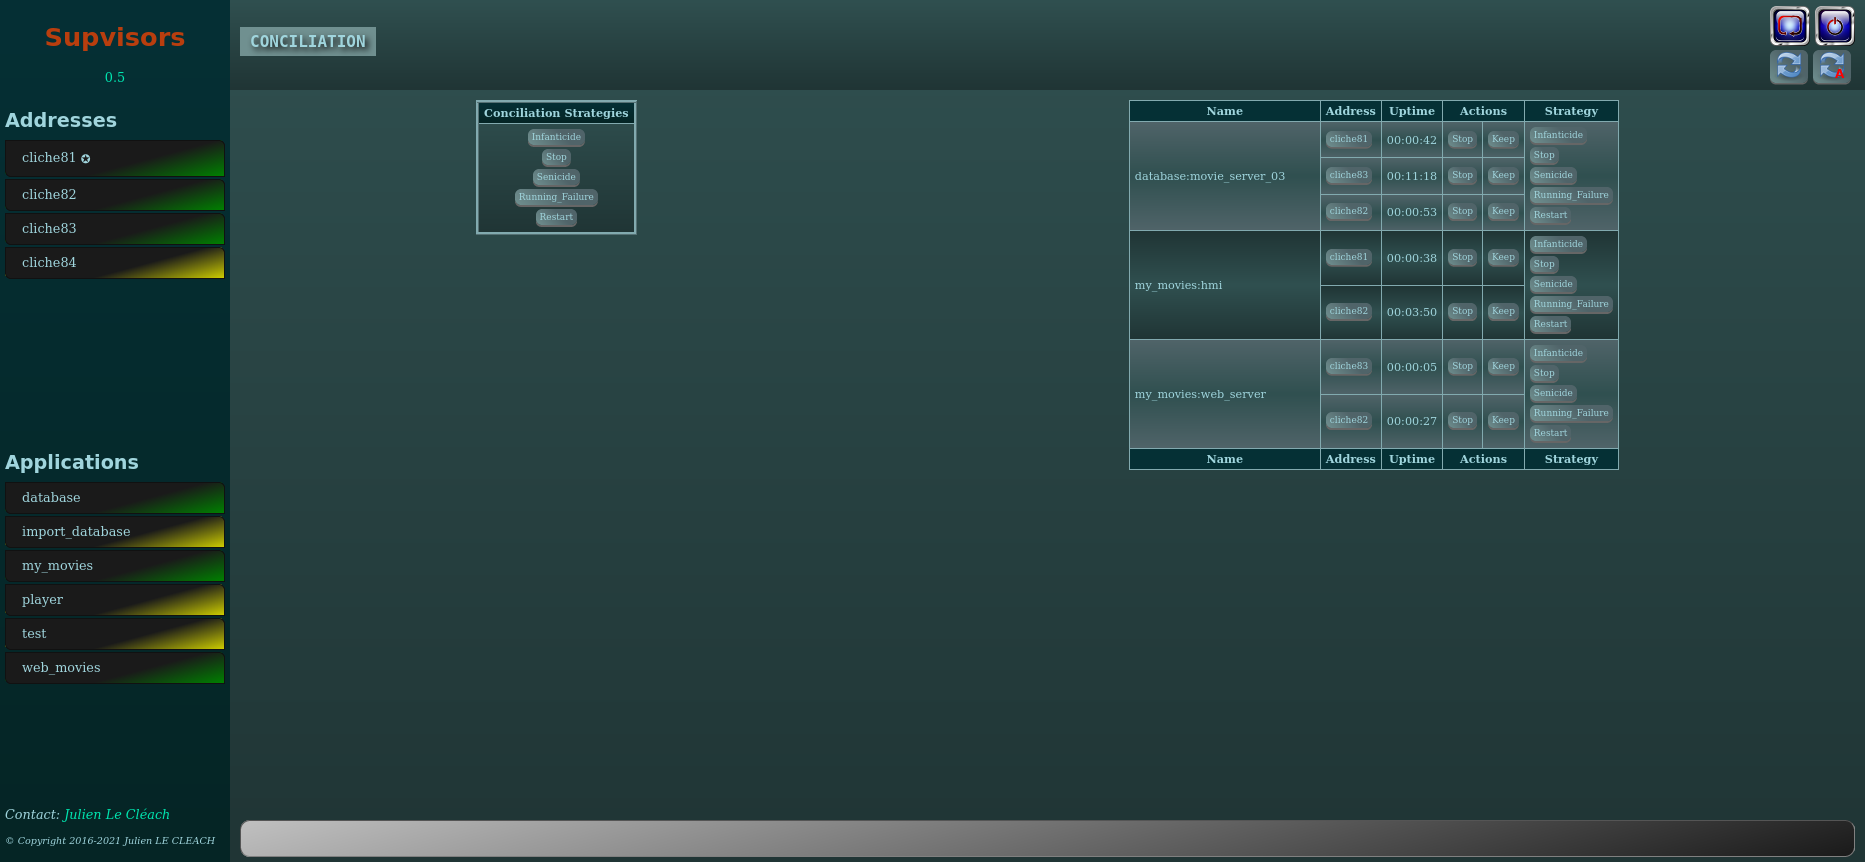 Supvisors
0.5
Addresses
cliche81 ✪
cliche82
cliche83
cliche84
Applications
database
import_database
my_movies
player
test
web_movies
Contact: Julien Le Cléach
© Copyright 2016-2021 Julien LE CLEACH
CONCILIATION
A
Conciliation Strategies
Infanticide
Stop
Senicide
Running_Failure
Restart
Name Address Uptime Actions Strategy
database:movie_server_03
cliche81 00:00:42 Stop Keep
cliche83 00:11:18 Stop Keep
cliche82 00:00:53 Stop Keep
Infanticide
Stop
Senicide
Running_Failure
Restart
my_movies:hmi
cliche81 00:00:38 Stop Keep
cliche82 00:03:50 Stop Keep
Infanticide
Stop
Senicide
Running_Failure
Restart
my_movies:web_server
cliche83 00:00:05 Stop Keep
cliche82 00:00:27 Stop Keep
Infanticide
Stop
Senicide
Running_Failure
Restart
Name Address Uptime Actions Strategy